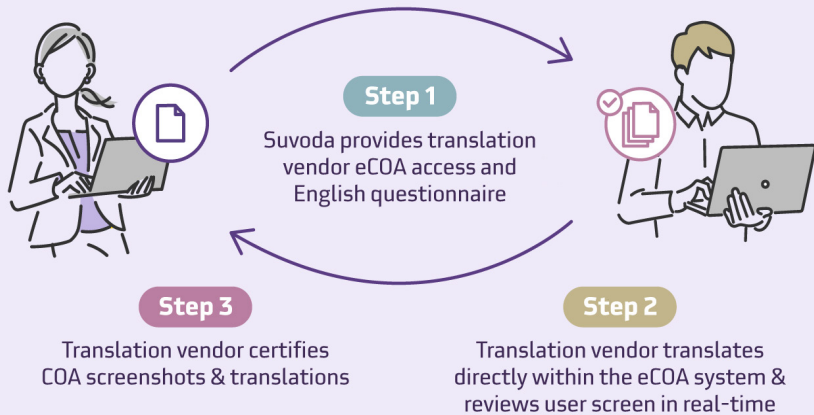 Step 1
Suvoda provides translation
vendor eCOA access and
English questionnaire
Step 3
Translation vendor certifies
COA screenshots & translations
Step 2
Translation vendor translates
directly within the eCOA system &
reviews user screen in real-time